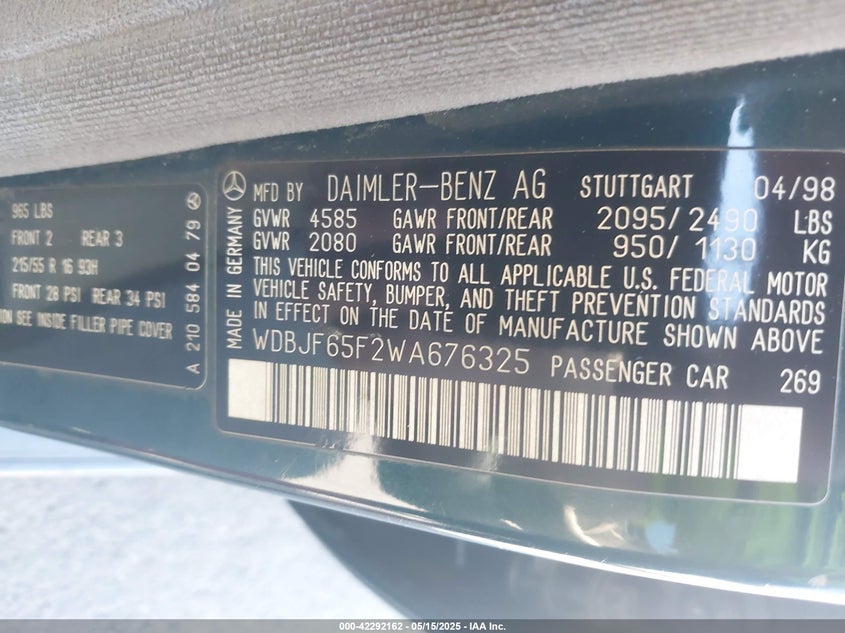 965 LBS
FRONT 2 REAR 3
215/55 R 16 93H
FRONT 28 PSI REAR 34 PSI
SEE INSIDE FILLER PIPE COVER
A 210 584 04 79
MADE IN GERMANY
MFD BY DAIMLER-BENZ AG STUTTGART 04/98
GVWR 4585 GAWR FRONT/REAR 2095/2490 LBS
GVWR 2080 GAWR FRONT/REAR 950/1130 KG
THIS VEHICLE CONFORMS TO ALL APPLICABLE U.S. FEDERAL MOTOR
VEHICLE SAFETY, BUMPER, AND THEFT PREVENTION STANDARDS
IN EFFECT ON THE DATE OF MANUFACTURE SHOWN ABOVE
WDBJF65F2WA676325 PASSENGER CAR 269
000-42292162 - 05/15/2025 - IAA Inc.